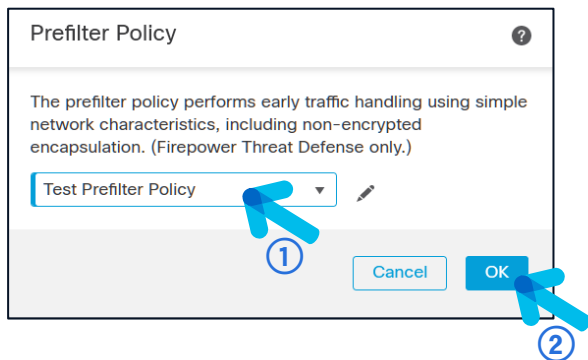 Prefilter Policy
?
The prefilter policy performs early traffic handling using simple
network characteristics, including non-encrypted
encapsulation. (Firepower Threat Defense only.)
Test Prefilter Policy
1
Cancel
OK
2